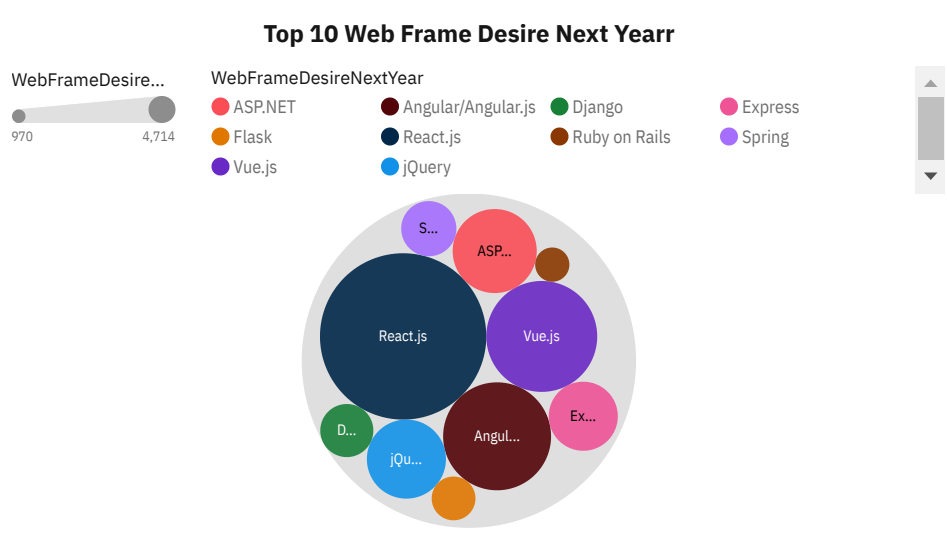 Top 10 Web Frame Desire Next Yearr
WebFrameDesire...
970 4,714
WebFrameDesireNextYear
ASP.NET Angular/Angular.js Django Express
Flask React.js Ruby on Rails Spring
Vue.js jQuery
S...
ASP...
React.js Vue.js
Ex...
D... Angul...
jQu...